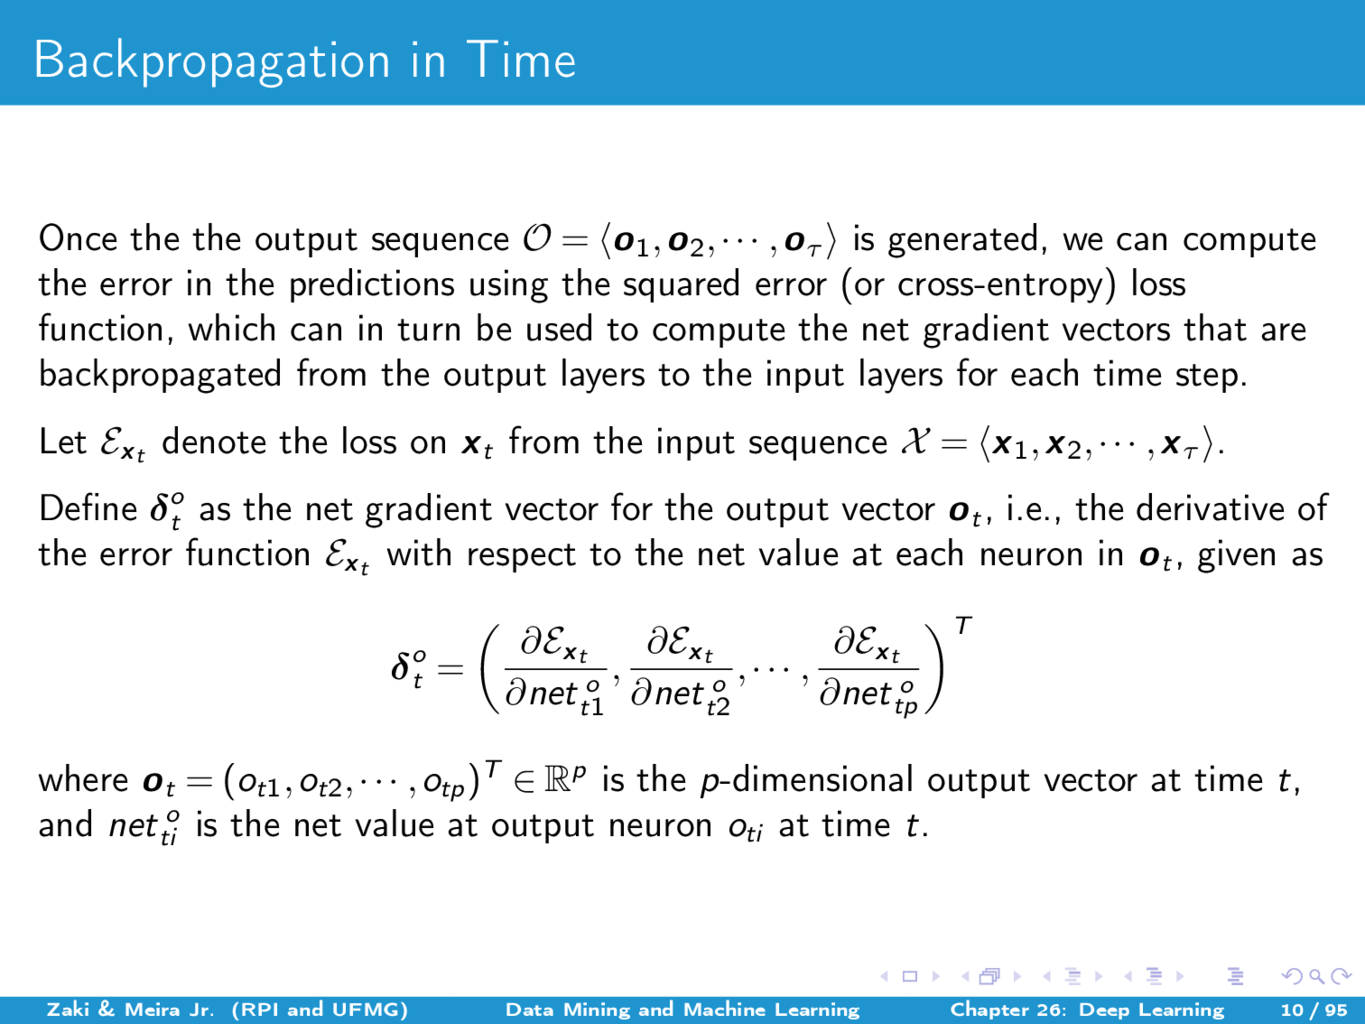 Backpropagation in Time
Once the the output sequence 𝒪 = ⟨o₁, o₂, ⋯ , o_τ⟩ is generated, we can compute
the error in the predictions using the squared error (or cross-entropy) loss
function, which can in turn be used to compute the net gradient vectors that are
backpropagated from the output layers to the input layers for each time step.
Let ℰ_{x_t} denote the loss on x_t from the input sequence 𝒳 = ⟨x₁, x₂, ⋯ , x_τ⟩.
Define δ_t^o as the net gradient vector for the output vector o_t, i.e., the derivative of
the error function ℰ_{x_t} with respect to the net value at each neuron in o_t, given as
δ_t^o = ( ∂ℰ_{x_t} / ∂net_{t1}^o , ∂ℰ_{x_t} / ∂net_{t2}^o , ⋯ , ∂ℰ_{x_t} / ∂net_{tp}^o )^T
where o_t = (o_{t1}, o_{t2}, ⋯ , o_{tp})^T ∈ ℝ^p is the p-dimensional output vector at time t,
and net_{ti}^o is the net value at output neuron o_{ti} at time t.
Zaki & Meira Jr. (RPI and UFMG) Data Mining and Machine Learning Chapter 26: Deep Learning 10 / 95